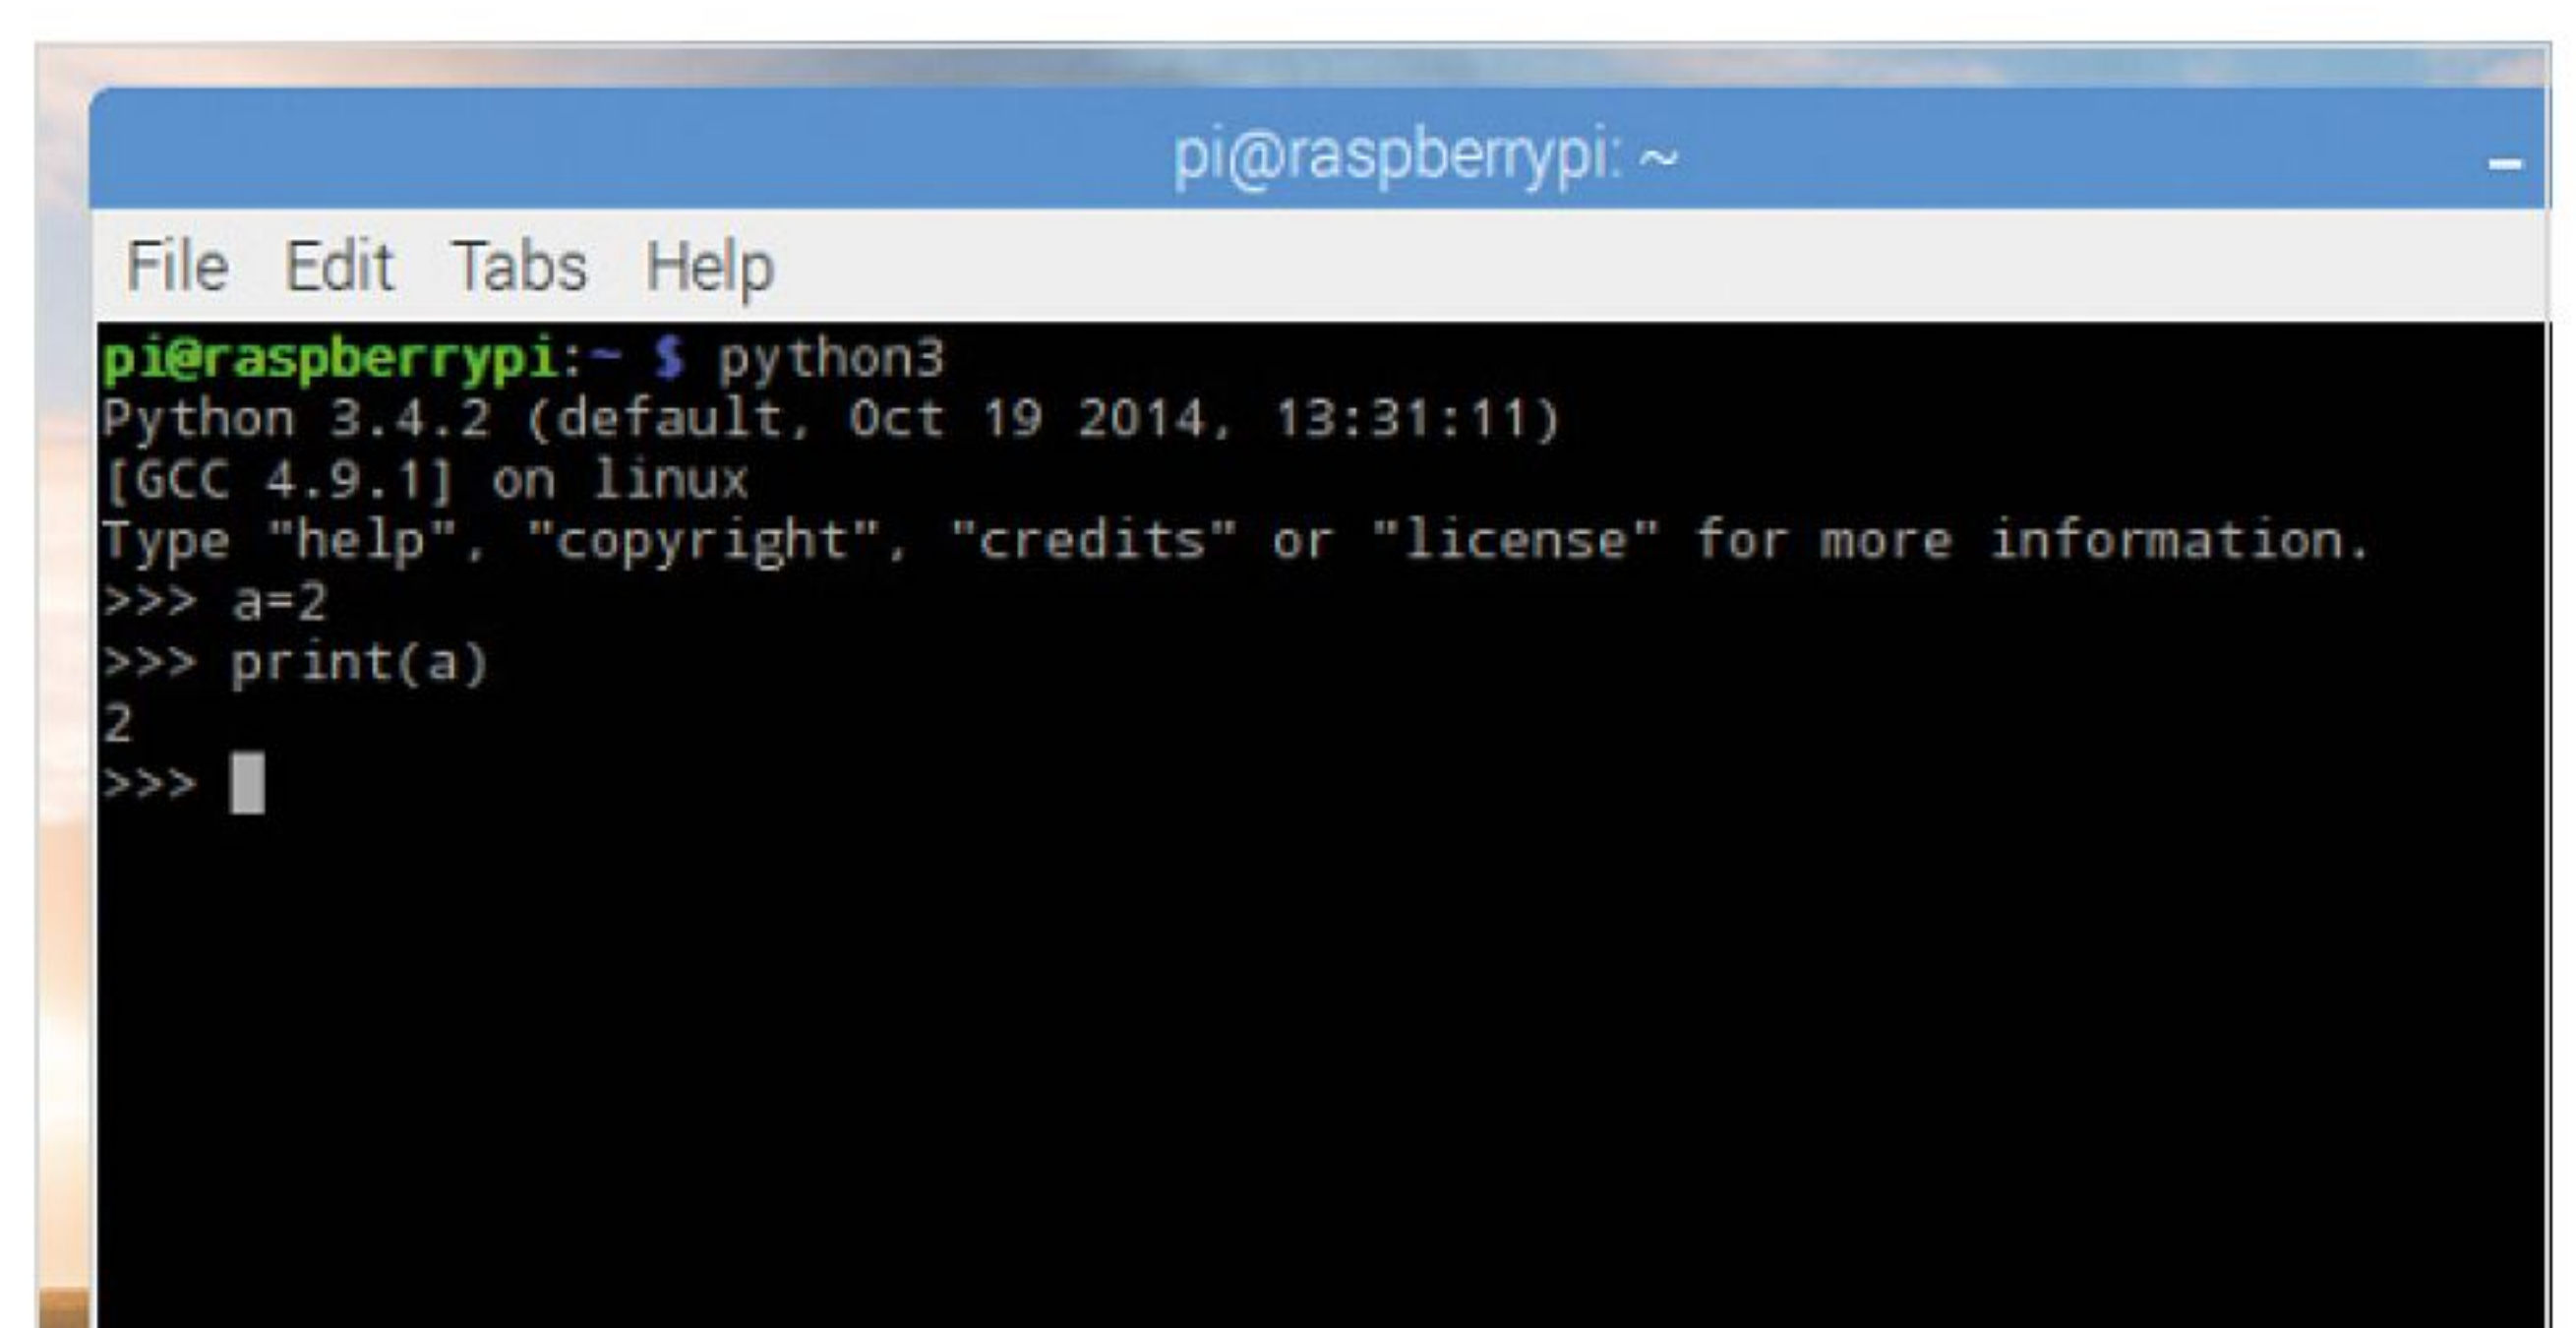 pi@raspberrypi: ~
File Edit Tabs Help
pi@raspberrypi:~ $ python3
Python 3.4.2 (default, Oct 19 2014, 13:31:11)
[GCC 4.9.1] on linux
Type "help", "copyright", "credits" or "license" for more information.
>>> a=2
>>> print(a)
2
>>>